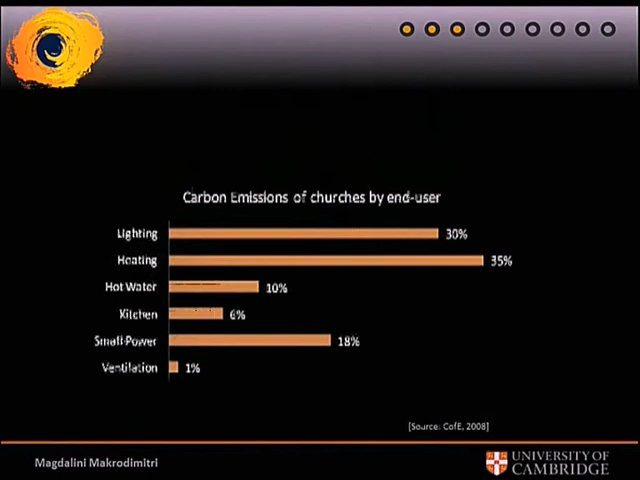 Carbon Emissions of churches by end-user
Lighting 30%
Heating 35%
Hot Water 10%
Kitchen 6%
Small Power 18%
Ventilation 1%
[Source: CofE, 2008]
Magdalini Makrodimitri
UNIVERSITY OF
CAMBRIDGE